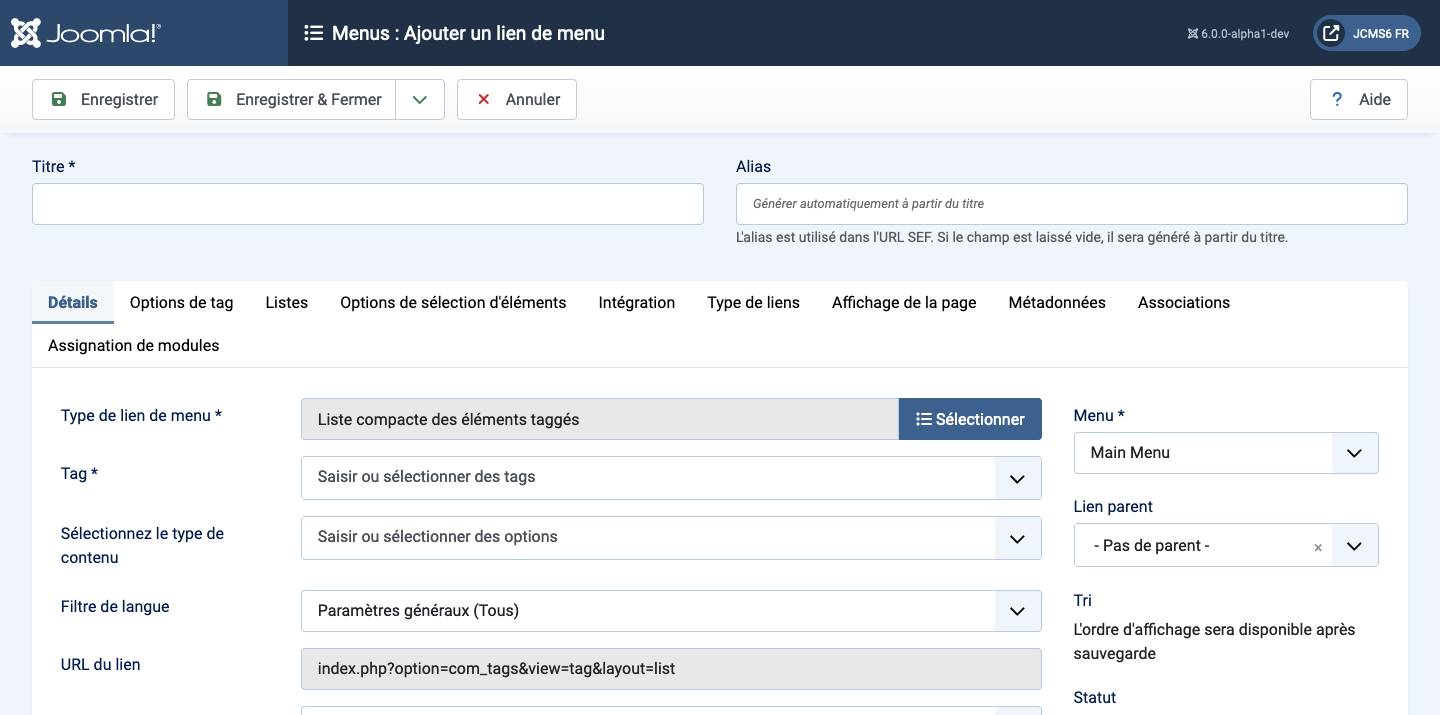 Joomla!®
Menus : Ajouter un lien de menu
6.0.0-alpha1-dev
JCMS6 FR
Enregistrer
Enregistrer & Fermer
Annuler
? Aide
Titre *
Alias
Générer automatiquement à partir du titre
L'alias est utilisé dans l'URL SEF. Si le champ est laissé vide, il sera généré à partir du titre.
Détails Options de tag Listes Options de sélection d'éléments Intégration Type de liens Affichage de la page Métadonnées Associations
Assignation de modules
Type de lien de menu *
Liste compacte des éléments taggés
Sélectionner
Tag *
Saisir ou sélectionner des tags
Sélectionnez le type de
contenu
Saisir ou sélectionner des options
Filtre de langue
Paramètres généraux (Tous)
URL du lien
index.php?option=com_tags&view=tag&layout=list
Menu *
Main Menu
Lien parent
- Pas de parent - ×
Tri
L'ordre d'affichage sera disponible après
sauvegarde
Statut